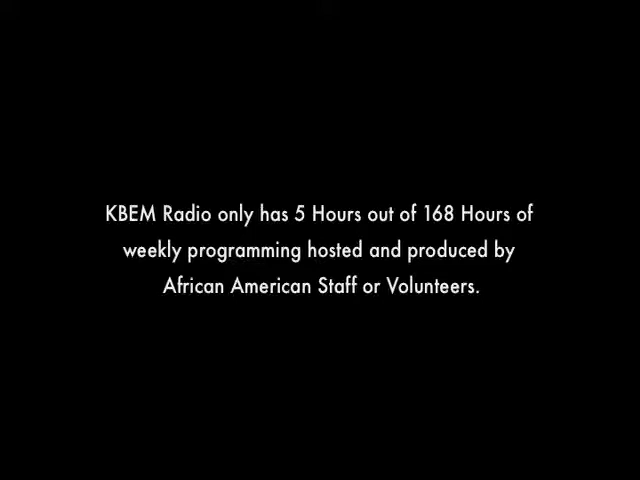 KBEM Radio only has 5 Hours out of 168 Hours of
weekly programming hosted and produced by
African American Staff or Volunteers.